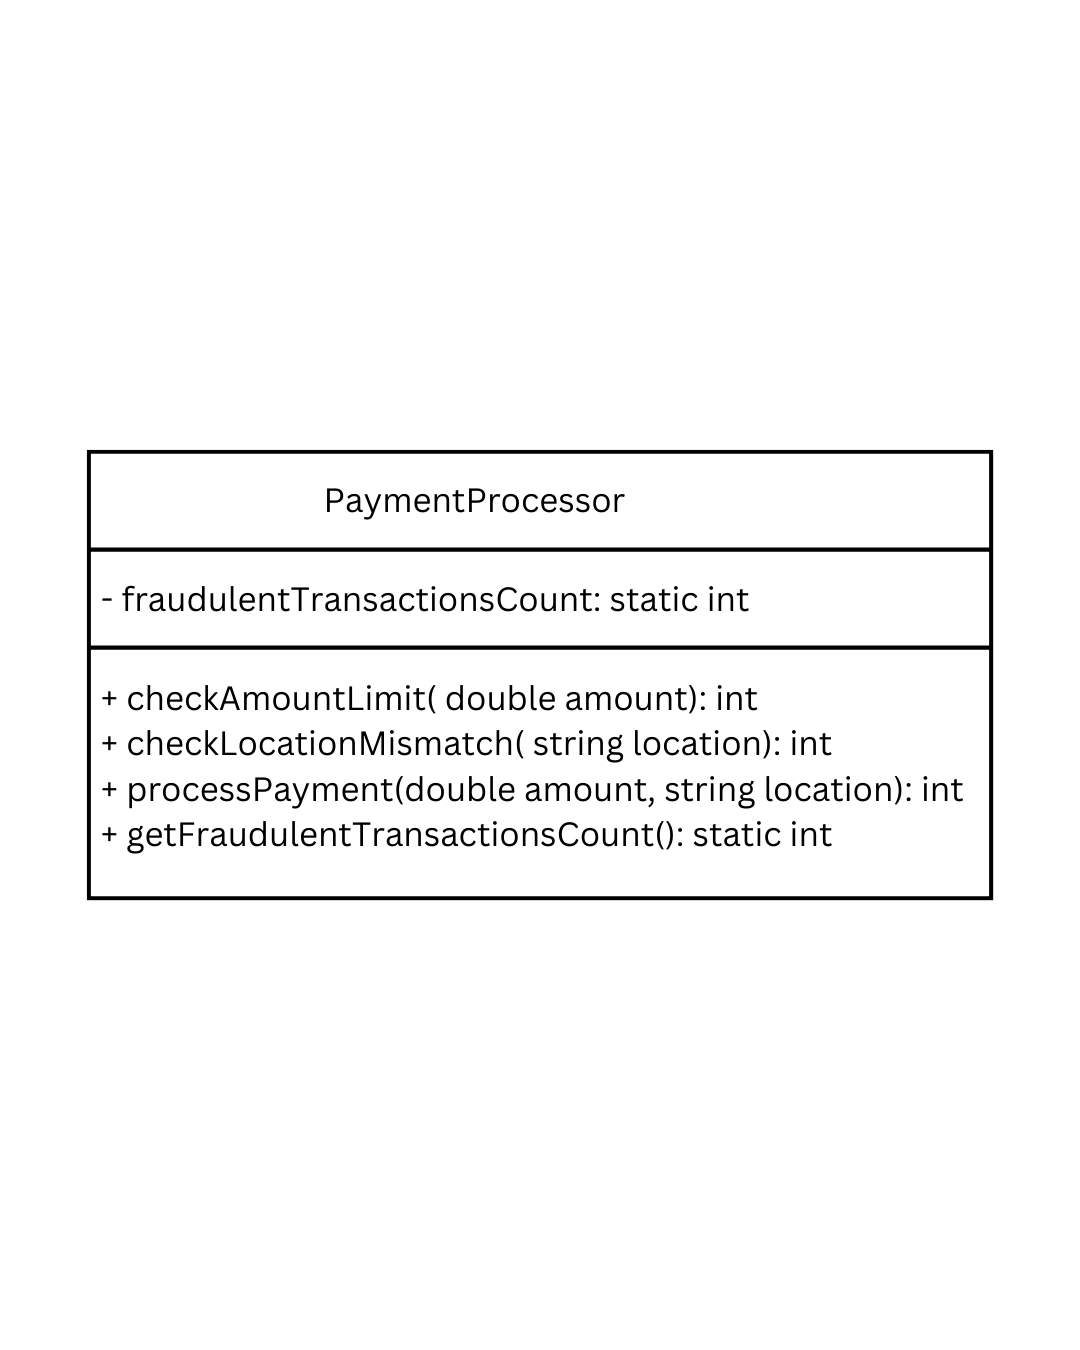 PaymentProcessor
- fraudulentTransactionsCount: static int
+ checkAmountLimit( double amount): int
+ checkLocationMismatch( string location): int
+ processPayment(double amount, string location): int
+ getFraudulentTransactionsCount(): static int